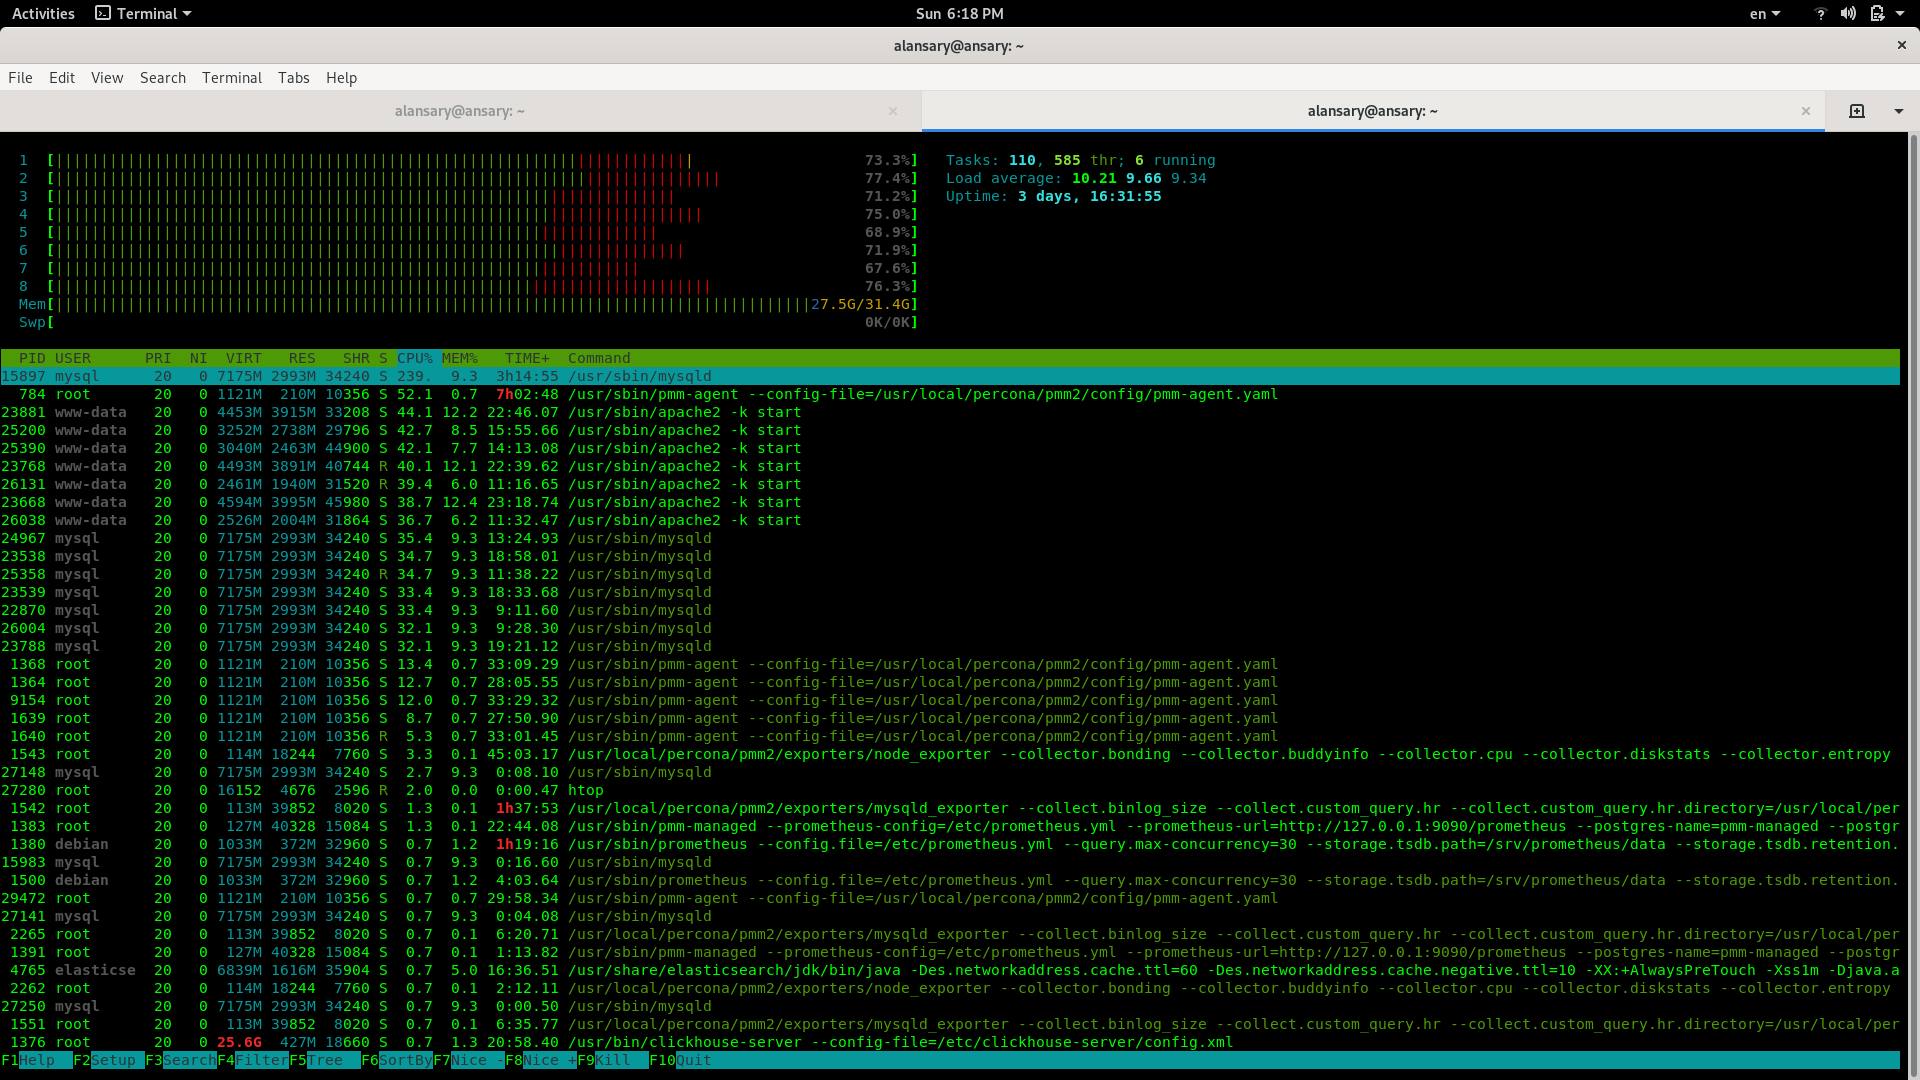 Activities Terminal Sun 6:18 PM en
alansary@ansary: ~
File Edit View Search Terminal Tabs Help
alansary@ansary: ~ alansary@ansary: ~
1 [ 73.3%] Tasks: 110, 585 thr; 6 running
2 [ 77.4%] Load average: 10.21 9.66 9.34
3 [ 71.2%] Uptime: 3 days, 16:31:55
4 [ 75.0%]
5 [ 68.9%]
6 [ 71.9%]
7 [ 67.6%]
8 [ 76.3%]
Mem[ 27.5G/31.4G]
Swp[ 0K/0K]
PID USER PRI NI VIRT RES SHR S CPU% MEM% TIME+ Command
15897 mysql 20 0 7175M 2993M 34240 S 239. 9.3 3h14:55 /usr/sbin/mysqld
784 root 20 0 1121M 210M 10356 S 52.1 0.7 7h02:48 /usr/sbin/pmm-agent --config-file=/usr/local/percona/pmm2/config/pmm-agent.yaml
23881 www-data 20 0 4453M 3915M 33208 S 44.1 12.2 22:46.07 /usr/sbin/apache2 -k start
25200 www-data 20 0 3252M 2738M 29796 S 42.7 8.5 15:55.66 /usr/sbin/apache2 -k start
25390 www-data 20 0 3040M 2463M 44900 S 42.1 7.7 14:13.08 /usr/sbin/apache2 -k start
23768 www-data 20 0 4493M 3891M 40744 R 40.1 12.1 22:39.62 /usr/sbin/apache2 -k start
26131 www-data 20 0 2461M 1940M 31520 R 39.4 6.0 11:16.65 /usr/sbin/apache2 -k start
23668 www-data 20 0 4594M 3995M 45980 S 38.7 12.4 23:18.74 /usr/sbin/apache2 -k start
26038 www-data 20 0 2526M 2004M 31864 S 36.7 6.2 11:32.47 /usr/sbin/apache2 -k start
24967 mysql 20 0 7175M 2993M 34240 S 35.4 9.3 13:24.93 /usr/sbin/mysqld
23538 mysql 20 0 7175M 2993M 34240 S 34.7 9.3 18:58.01 /usr/sbin/mysqld
25358 mysql 20 0 7175M 2993M 34240 R 34.7 9.3 11:38.22 /usr/sbin/mysqld
23539 mysql 20 0 7175M 2993M 34240 S 33.4 9.3 18:33.68 /usr/sbin/mysqld
22870 mysql 20 0 7175M 2993M 34240 S 33.4 9.3 9:11.60 /usr/sbin/mysqld
26004 mysql 20 0 7175M 2993M 34240 S 32.1 9.3 9:28.30 /usr/sbin/mysqld
23788 mysql 20 0 7175M 2993M 34240 S 32.1 9.3 19:21.12 /usr/sbin/mysqld
1368 root 20 0 1121M 210M 10356 S 13.4 0.7 33:09.29 /usr/sbin/pmm-agent --config-file=/usr/local/percona/pmm2/config/pmm-agent.yaml
1364 root 20 0 1121M 210M 10356 S 12.7 0.7 28:05.55 /usr/sbin/pmm-agent --config-file=/usr/local/percona/pmm2/config/pmm-agent.yaml
9154 root 20 0 1121M 210M 10356 S 12.0 0.7 33:29.32 /usr/sbin/pmm-agent --config-file=/usr/local/percona/pmm2/config/pmm-agent.yaml
1639 root 20 0 1121M 210M 10356 S 8.7 0.7 27:50.90 /usr/sbin/pmm-agent --config-file=/usr/local/percona/pmm2/config/pmm-agent.yaml
1640 root 20 0 1121M 210M 10356 R 5.3 0.7 33:01.45 /usr/sbin/pmm-agent --config-file=/usr/local/percona/pmm2/config/pmm-agent.yaml
1543 root 20 0 114M 18244 7760 S 3.3 0.1 45:03.17 /usr/local/percona/pmm2/exporters/node_exporter --collector.bonding --collector.buddyinfo --collector.cpu --collector.diskstats --collector.entropy
27148 mysql 20 0 7175M 2993M 34240 S 2.7 9.3 0:08.10 /usr/sbin/mysqld
27280 root 20 0 16152 4676 2596 R 2.0 0.0 0:00.47 htop
1542 root 20 0 113M 39852 8020 S 1.3 0.1 1h37:53 /usr/local/percona/pmm2/exporters/mysqld_exporter --collect.binlog_size --collect.custom_query.hr --collect.custom_query.hr.directory=/usr/local/per
1383 root 20 0 127M 40328 15084 S 1.3 0.1 22:44.08 /usr/sbin/pmm-managed --prometheus-config=/etc/prometheus.yml --prometheus-url=http://127.0.0.1:9090/prometheus --postgres-name=pmm-managed --postgr
1380 debian 20 0 1033M 372M 32960 S 0.7 1.2 1h19:16 /usr/sbin/prometheus --config.file=/etc/prometheus.yml --query.max-concurrency=30 --storage.tsdb.path=/srv/prometheus/data --storage.tsdb.retention.
15983 mysql 20 0 7175M 2993M 34240 S 0.7 9.3 0:16.60 /usr/sbin/mysqld
1500 debian 20 0 1033M 372M 32960 S 0.7 1.2 4:03.64 /usr/sbin/prometheus --config.file=/etc/prometheus.yml --query.max-concurrency=30 --storage.tsdb.path=/srv/prometheus/data --storage.tsdb.retention.
29472 root 20 0 1121M 210M 10356 S 0.7 0.7 29:58.34 /usr/sbin/pmm-agent --config-file=/usr/local/percona/pmm2/config/pmm-agent.yaml
27141 mysql 20 0 7175M 2993M 34240 S 0.7 9.3 0:04.08 /usr/sbin/mysqld
2265 root 20 0 113M 39852 8020 S 0.7 0.1 6:20.71 /usr/local/percona/pmm2/exporters/mysqld_exporter --collect.binlog_size --collect.custom_query.hr --collect.custom_query.hr.directory=/usr/local/per
1391 root 20 0 127M 40328 15084 S 0.7 0.1 1:13.82 /usr/sbin/pmm-managed --prometheus-config=/etc/prometheus.yml --prometheus-url=http://127.0.0.1:9090/prometheus --postgres-name=pmm-managed --postgr
4765 elasticse 20 0 6839M 1616M 35904 S 0.7 5.0 16:36.51 /usr/share/elasticsearch/jdk/bin/java -Des.networkaddress.cache.ttl=60 -Des.networkaddress.cache.negative.ttl=10 -XX:+AlwaysPreTouch -Xss1m -Djava.a
2262 root 20 0 114M 18244 7760 S 0.7 0.1 2:12.11 /usr/local/percona/pmm2/exporters/node_exporter --collector.bonding --collector.buddyinfo --collector.cpu --collector.diskstats --collector.entropy
27250 mysql 20 0 7175M 2993M 34240 S 0.7 9.3 0:00.50 /usr/sbin/mysqld
1551 root 20 0 113M 39852 8020 S 0.7 0.1 6:35.77 /usr/local/percona/pmm2/exporters/mysqld_exporter --collect.binlog_size --collect.custom_query.hr --collect.custom_query.hr.directory=/usr/local/per
1376 root 20 0 25.6G 427M 18660 S 0.7 1.3 20:58.40 /usr/bin/clickhouse-server --config-file=/etc/clickhouse-server/config.xml
F1Help F2Setup F3SearchF4FilterF5Tree F6SortByF7Nice -F8Nice +F9Kill F10Quit